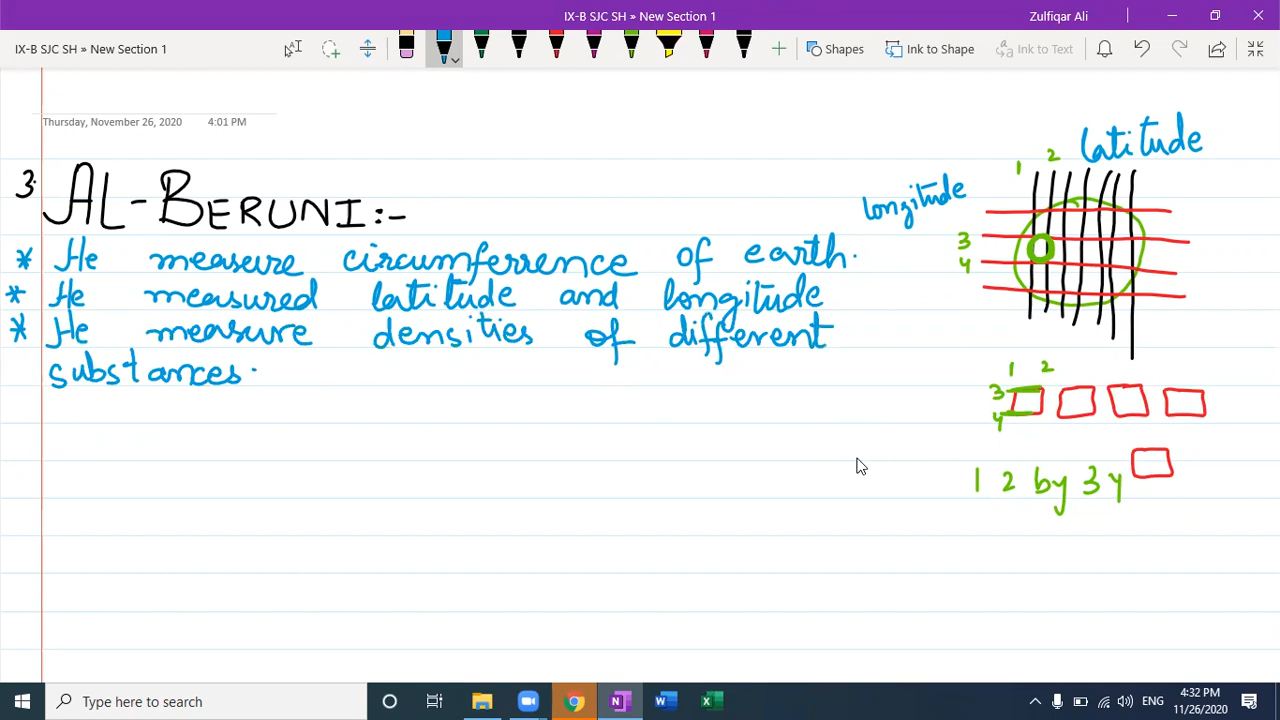 IX-B SJC SH » New Section 1
Zulfiqar Ali
IX-B SJC SH » New Section 1
Shapes
Ink to Shape
Ink to Text
Thursday, November 26, 2020 4:01 PM
3. AL-BERUNI:-
* He measure circumferrence of earth.
* He measured latitude and longitude
* He measure densities of different
substances.
latitude
longitude
1 2
3
4
1 2
3
4
1 2 by 3 4
Type here to search
ENG
4:32 PM
11/26/2020